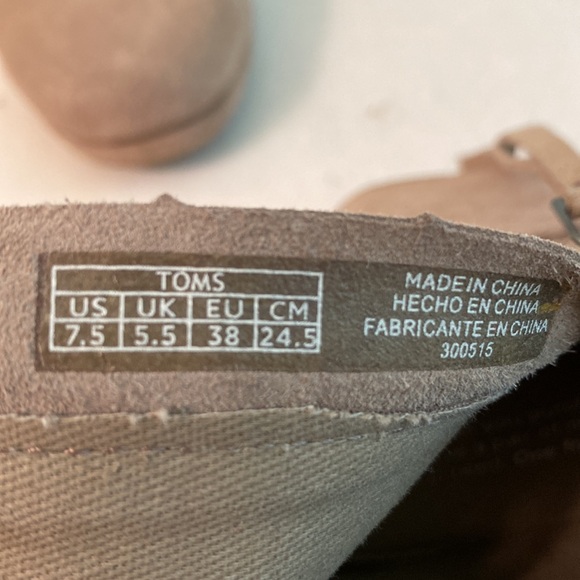 TOMS
US UK EU CM
7.5 5.5 38 24.5
MADE IN CHINA
HECHO EN CHINA
FABRICANTE EN CHINA
300515